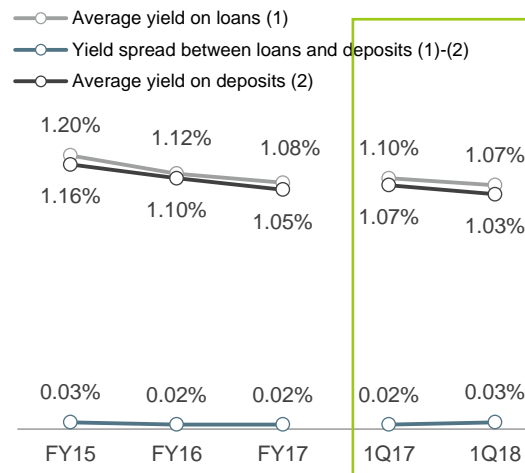 Average yield on loans (1)
Yield spread between loans and deposits (1)-(2)
Average yield on deposits (2)
1.20%
1.12%
1.08%
1.10%
1.07%
1.16%
1.10%
1.05%
1.07%
1.03%
0.03%
0.02%
0.02%
0.02%
0.03%
FY15
FY16
FY17
1Q17
1Q18